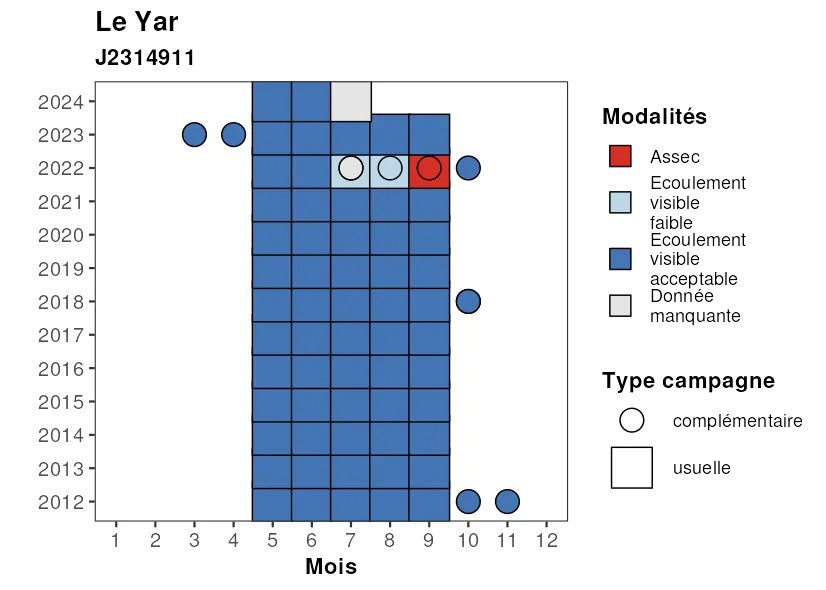 Le Yar
J2314911
2024
2023
2022
2021
2020
2019
2018
2017
2016
2015
2014
2013
2012
1 2 3 4 5 6 7 8 9 10 11 12
Mois
Modalités
Assec
Ecoulement
visible
faible
Ecoulement
visible
acceptable
Donnée
manquante
Type campagne
complémentaire
usuelle